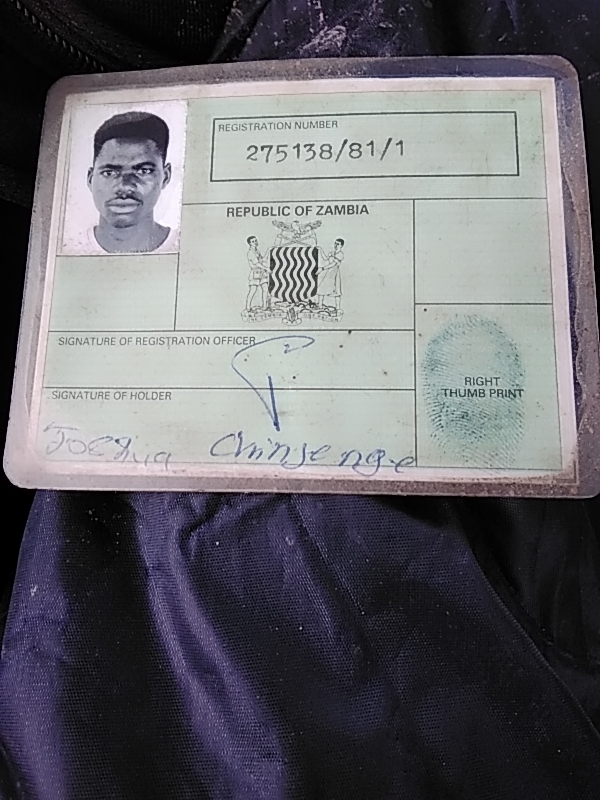 REGISTRATION NUMBER
275138/81/1
REPUBLIC OF ZAMBIA
SIGNATURE OF REGISTRATION OFFICER
SIGNATURE OF HOLDER
RIGHT
THUMB PRINT
Chinsenge